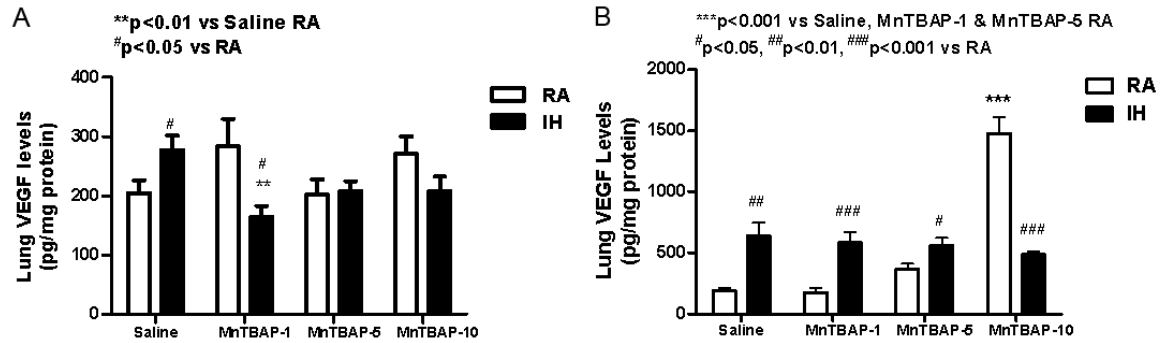 A
**p<0.01 vs Saline RA
#p<0.05 vs RA
Lung VEGF levels
(pg/mg protein)
400
300
200
100
0
#
#
**
RA
IH
Saline
MnTBAP-1
MnTBAP-5
MnTBAP-10
B
***p<0.001 vs Saline, MnTBAP-1 & MnTBAP-5 RA
#p<0.05, ##p<0.01, ###p<0.001 vs RA
Lung VEGF Levels
(pg/mg protein)
2000
1500
1000
500
0
##
###
#
***
###
RA
IH
Saline
MnTBAP-1
MnTBAP-5
MnTBAP-10